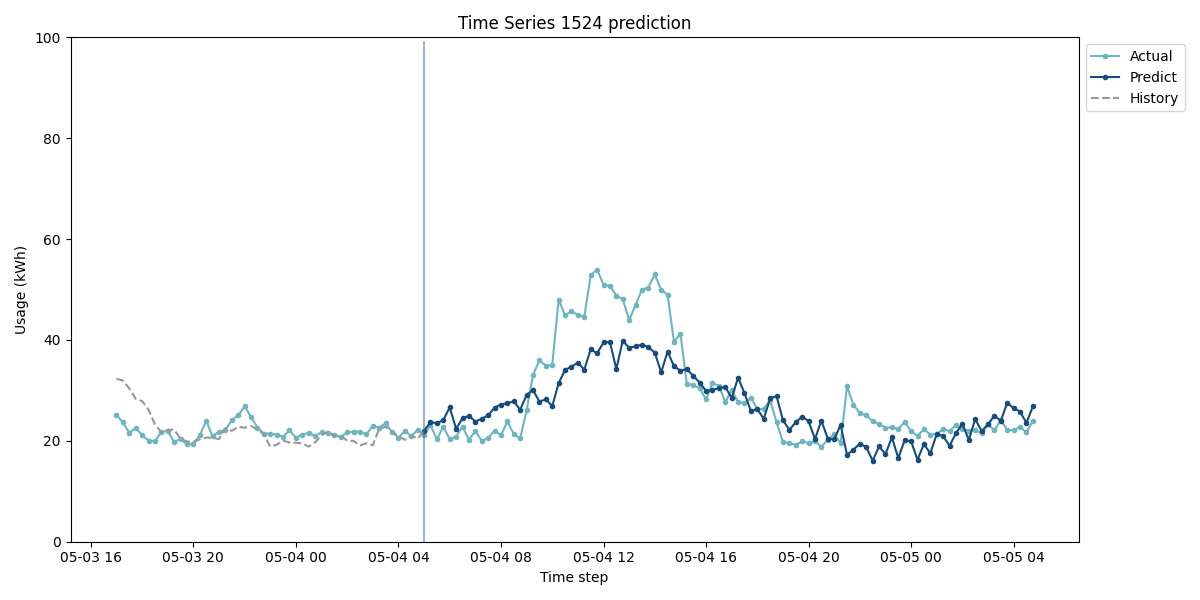 Time Series 1524 prediction
Usage (kWh)
100
80
60
40
20
0
05-03 16
05-03 20
05-04 00
05-04 04
05-04 08
05-04 12
05-04 16
05-04 20
05-05 00
05-05 04
Time step
Actual
Predict
History